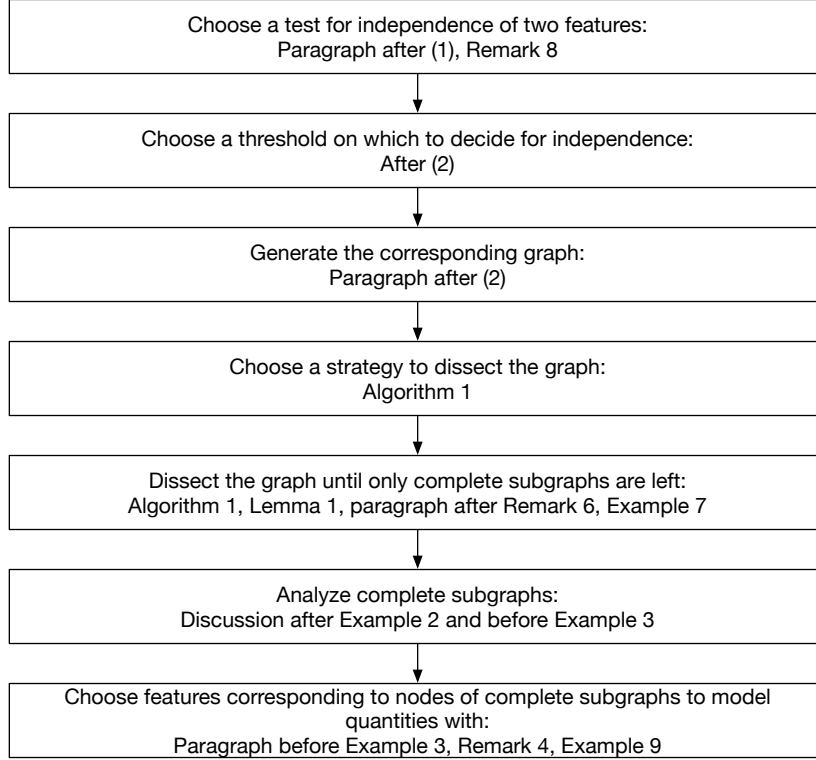 Choose a test for independence of two features:
Paragraph after (1), Remark 8
Choose a threshold on which to decide for independence:
After (2)
Generate the corresponding graph:
Paragraph after (2)
Choose a strategy to dissect the graph:
Algorithm 1
Dissect the graph until only complete subgraphs are left:
Algorithm 1, Lemma 1, paragraph after Remark 6, Example 7
Analyze complete subgraphs:
Discussion after Example 2 and before Example 3
Choose features corresponding to nodes of complete subgraphs to model
quantities with:
Paragraph before Example 3, Remark 4, Example 9